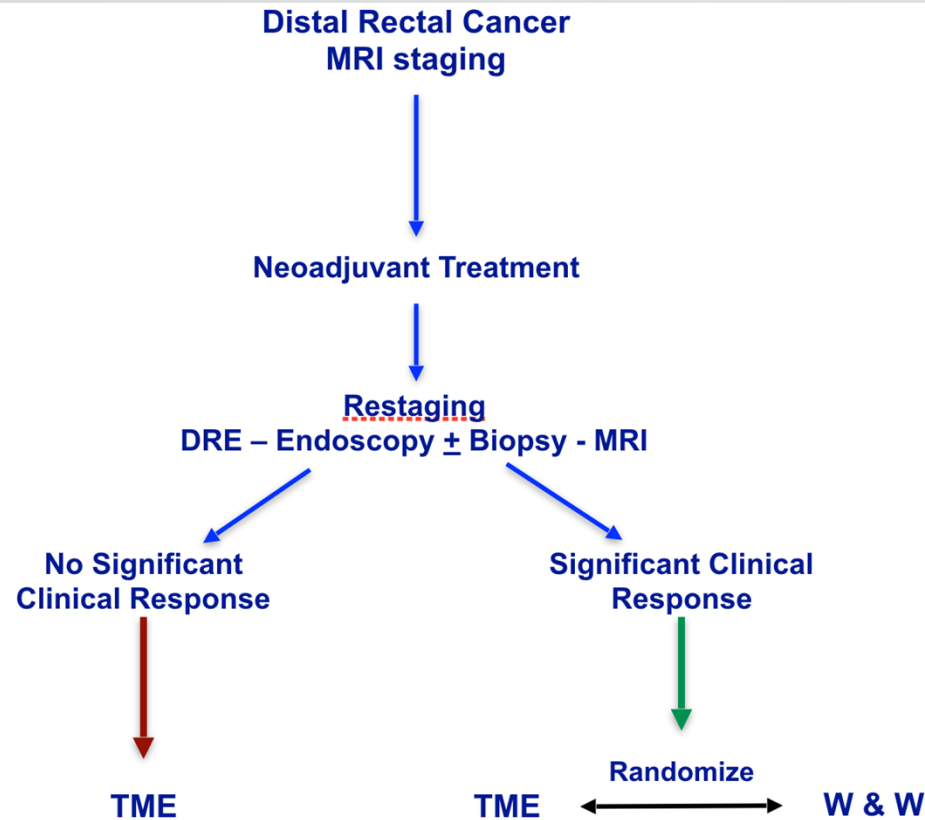 Distal Rectal Cancer
MRI staging
Neoadjuvant Treatment
Restaging
DRE – Endoscopy ± Biopsy - MRI
No Significant
Clinical Response
Significant Clinical
Response
Randomize
TME
TME
W & W